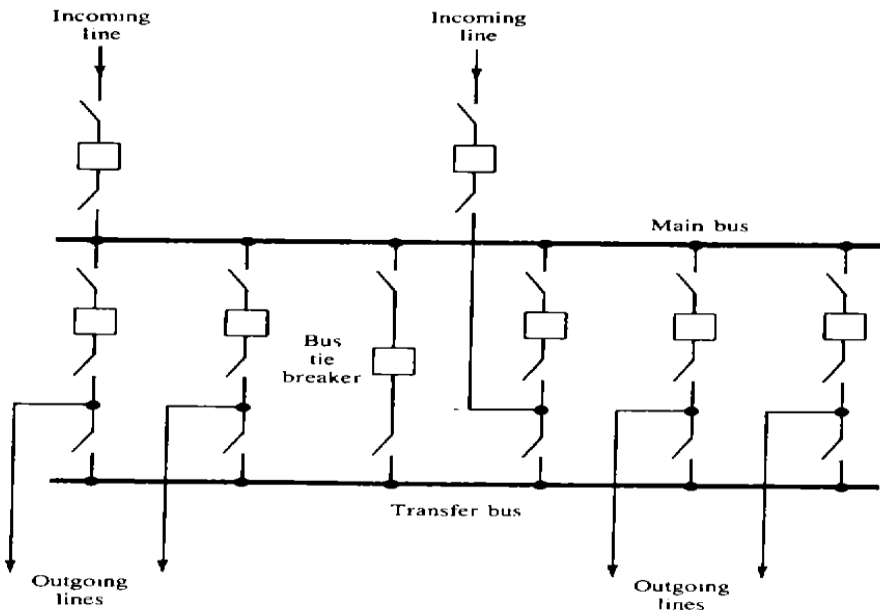 Incoming
line
Incoming
line
Main bus
Bus
tie
breaker
Transfer bus
Outgoing
lines
Outgoing
lines